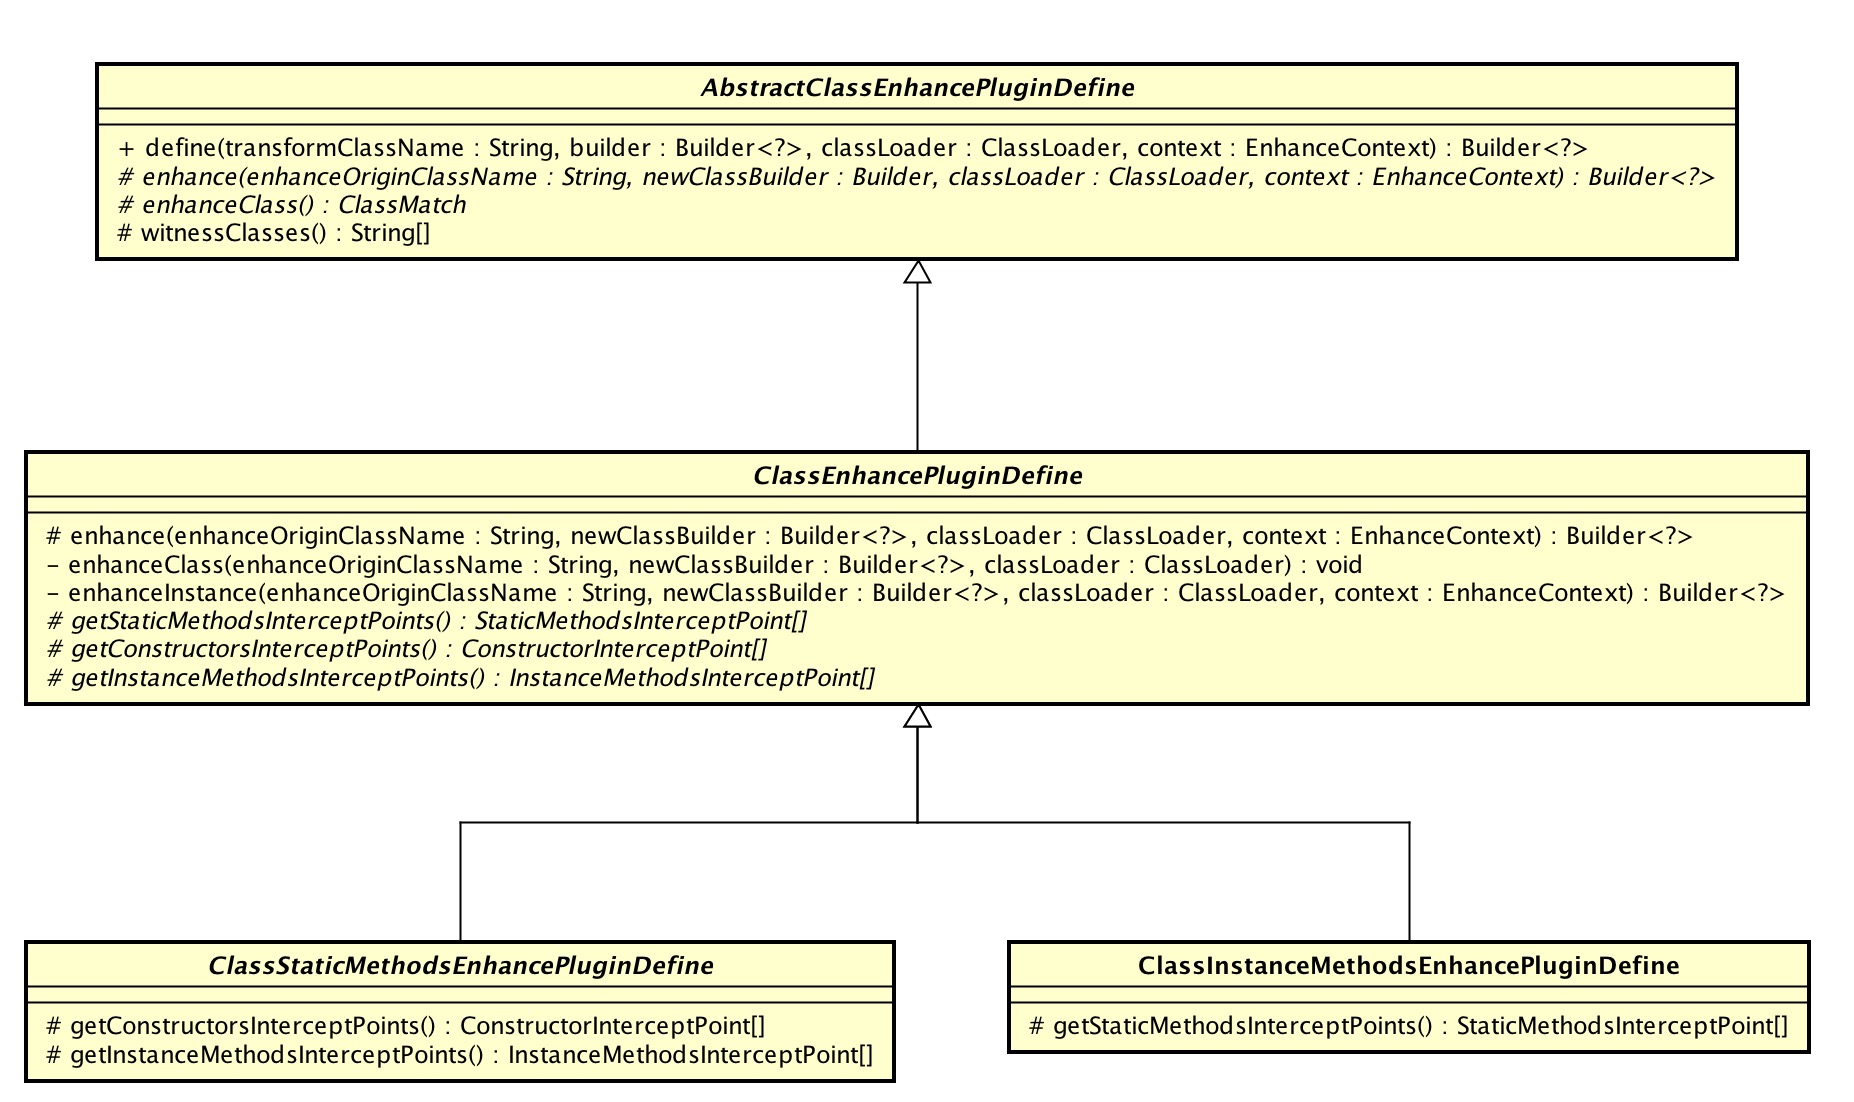 AbstractClassEnhancePluginDefine
+ define(transformClassName : String, builder : Builder<?>, classLoader : ClassLoader, context : EnhanceContext) : Builder<?>
# enhance(enhanceOriginClassName : String, newClassBuilder : Builder, classLoader : ClassLoader, context : EnhanceContext) : Builder<?>
# enhanceClass() : ClassMatch
# witnessClasses() : String[]
ClassEnhancePluginDefine
# enhance(enhanceOriginClassName : String, newClassBuilder : Builder<?>, classLoader : ClassLoader, context : EnhanceContext) : Builder<?>
- enhanceClass(enhanceOriginClassName : String, newClassBuilder : Builder<?>, classLoader : ClassLoader) : void
- enhanceInstance(enhanceOriginClassName : String, newClassBuilder : Builder<?>, classLoader : ClassLoader, context : EnhanceContext) : Builder<?>
# getStaticMethodsInterceptPoints() : StaticMethodsInterceptPoint[]
# getConstructorsInterceptPoints() : ConstructorInterceptPoint[]
# getInstanceMethodsInterceptPoints() : InstanceMethodsInterceptPoint[]
ClassStaticMethodsEnhancePluginDefine
# getConstructorsInterceptPoints() : ConstructorInterceptPoint[]
# getInstanceMethodsInterceptPoints() : InstanceMethodsInterceptPoint[]
ClassInstanceMethodsEnhancePluginDefine
# getStaticMethodsInterceptPoints() : StaticMethodsInterceptPoint[]